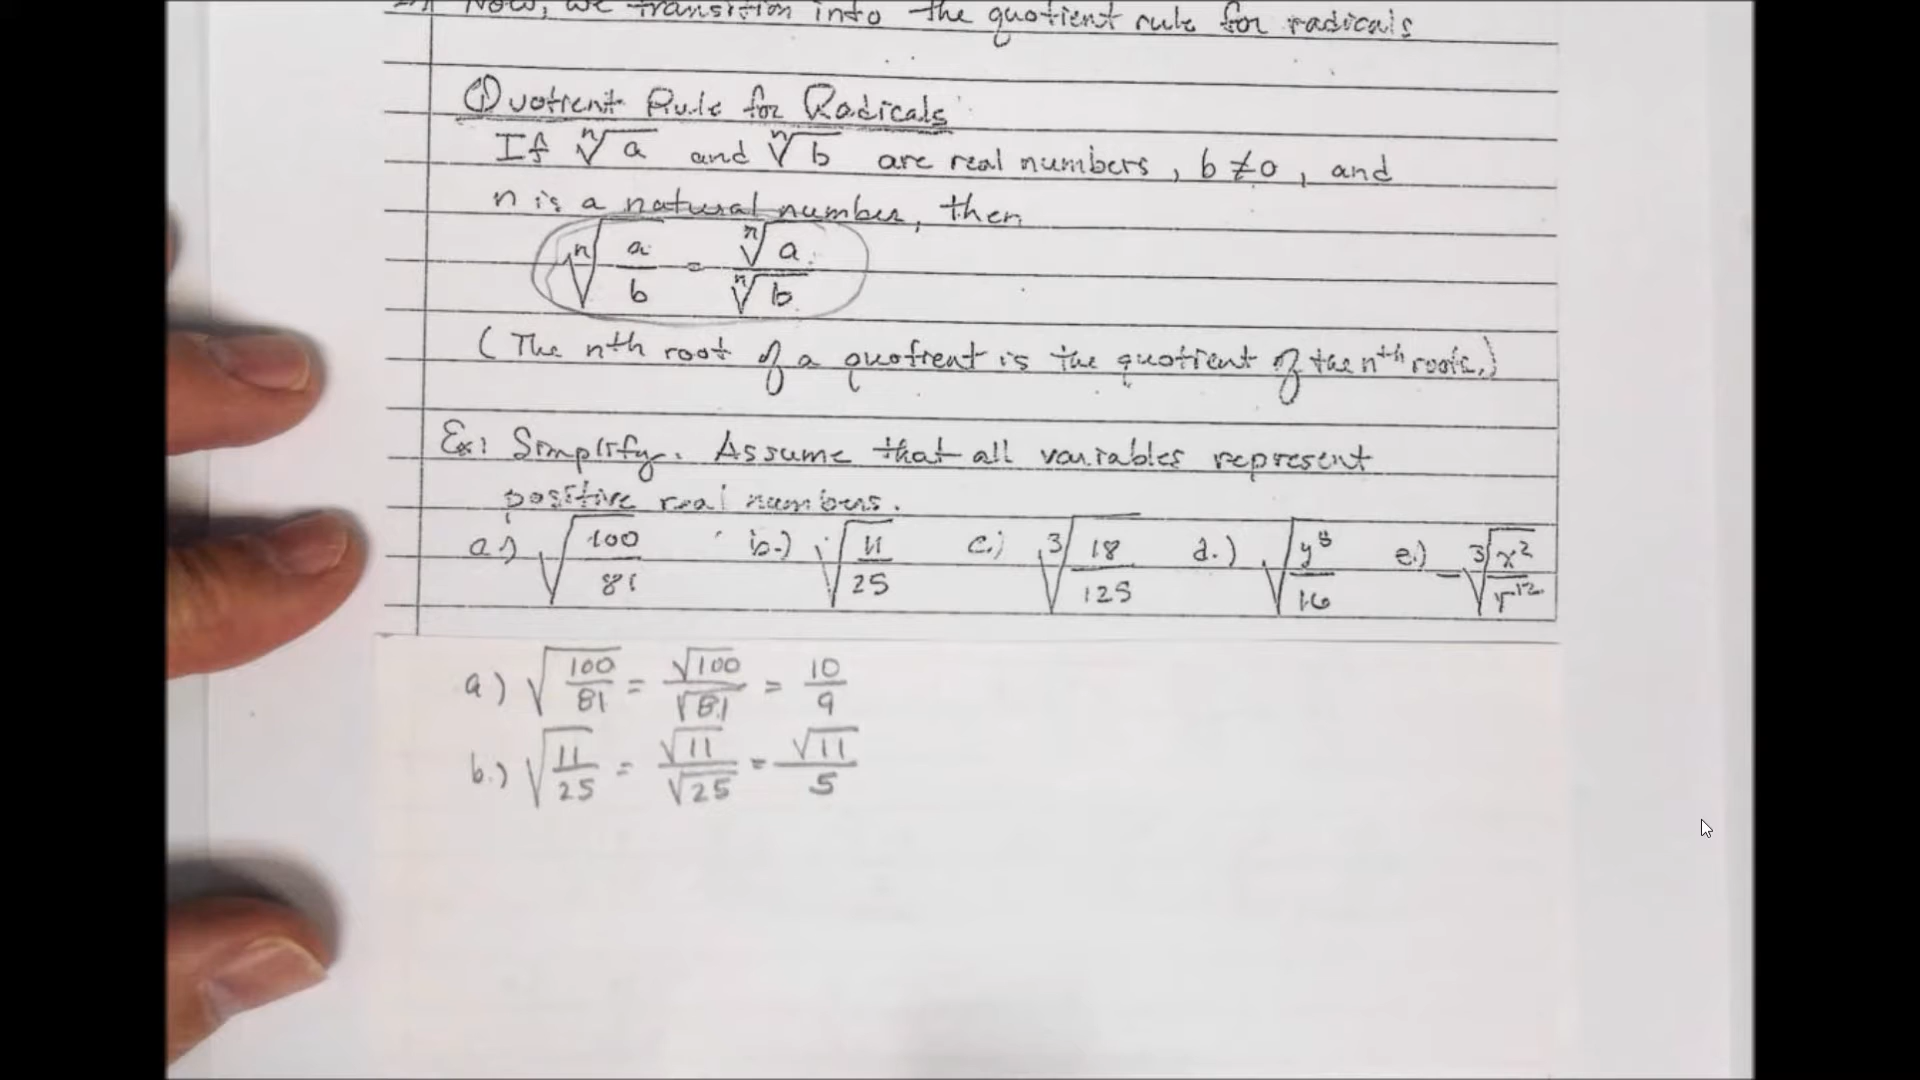 Now, we transition into the quotient rule for radicals
Quotient Rule for Radicals
If ⁿ√a and ⁿ√b are real numbers, b≠0, and
n is a natural number, then
ⁿ√(a/b) = ⁿ√a / ⁿ√b
(The nth root of a quotient is the quotient of the nᵗʰ roots.)
Ex: Simplify. Assume that all variables represent
positive real numbers.
a.) √(100/81) b.) √(11/25) c.) ³√(18/125) d.) √(y⁸/16) e.) -³√(x²/r¹²)
a.) √(100/81) = √100/√81 = 10/9
b.) √(11/25) = √11/√25 = √11/5